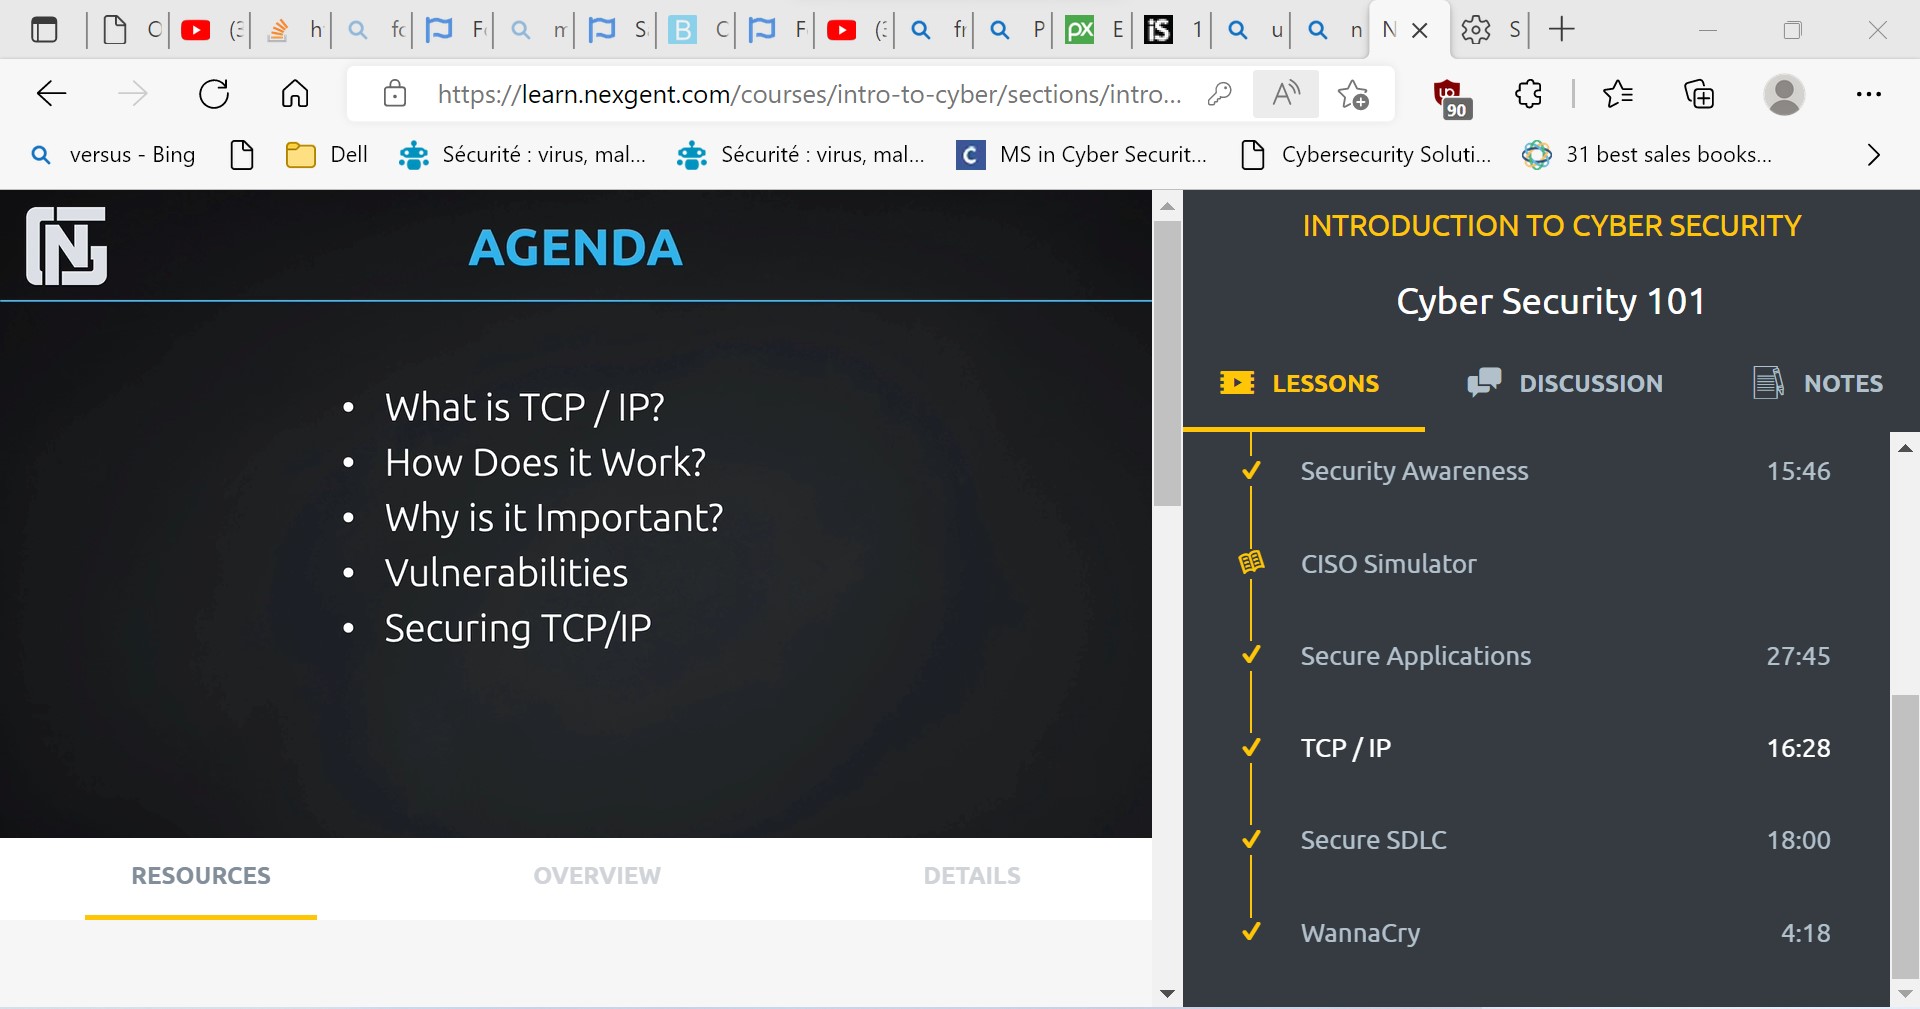 https://learn.nexgent.com/courses/intro-to-cyber/sections/intro...
90
versus - Bing
Dell
Sécurité : virus, mal...
Sécurité : virus, mal...
MS in Cyber Securit...
Cybersecurity Soluti...
31 best sales books...
AGENDA
• What is TCP / IP?
• How Does it Work?
• Why is it Important?
• Vulnerabilities
• Securing TCP/IP
RESOURCES
OVERVIEW
DETAILS
INTRODUCTION TO CYBER SECURITY
Cyber Security 101
LESSONS
DISCUSSION
NOTES
Security Awareness 15:46
CISO Simulator
Secure Applications 27:45
TCP / IP 16:28
Secure SDLC 18:00
WannaCry 4:18